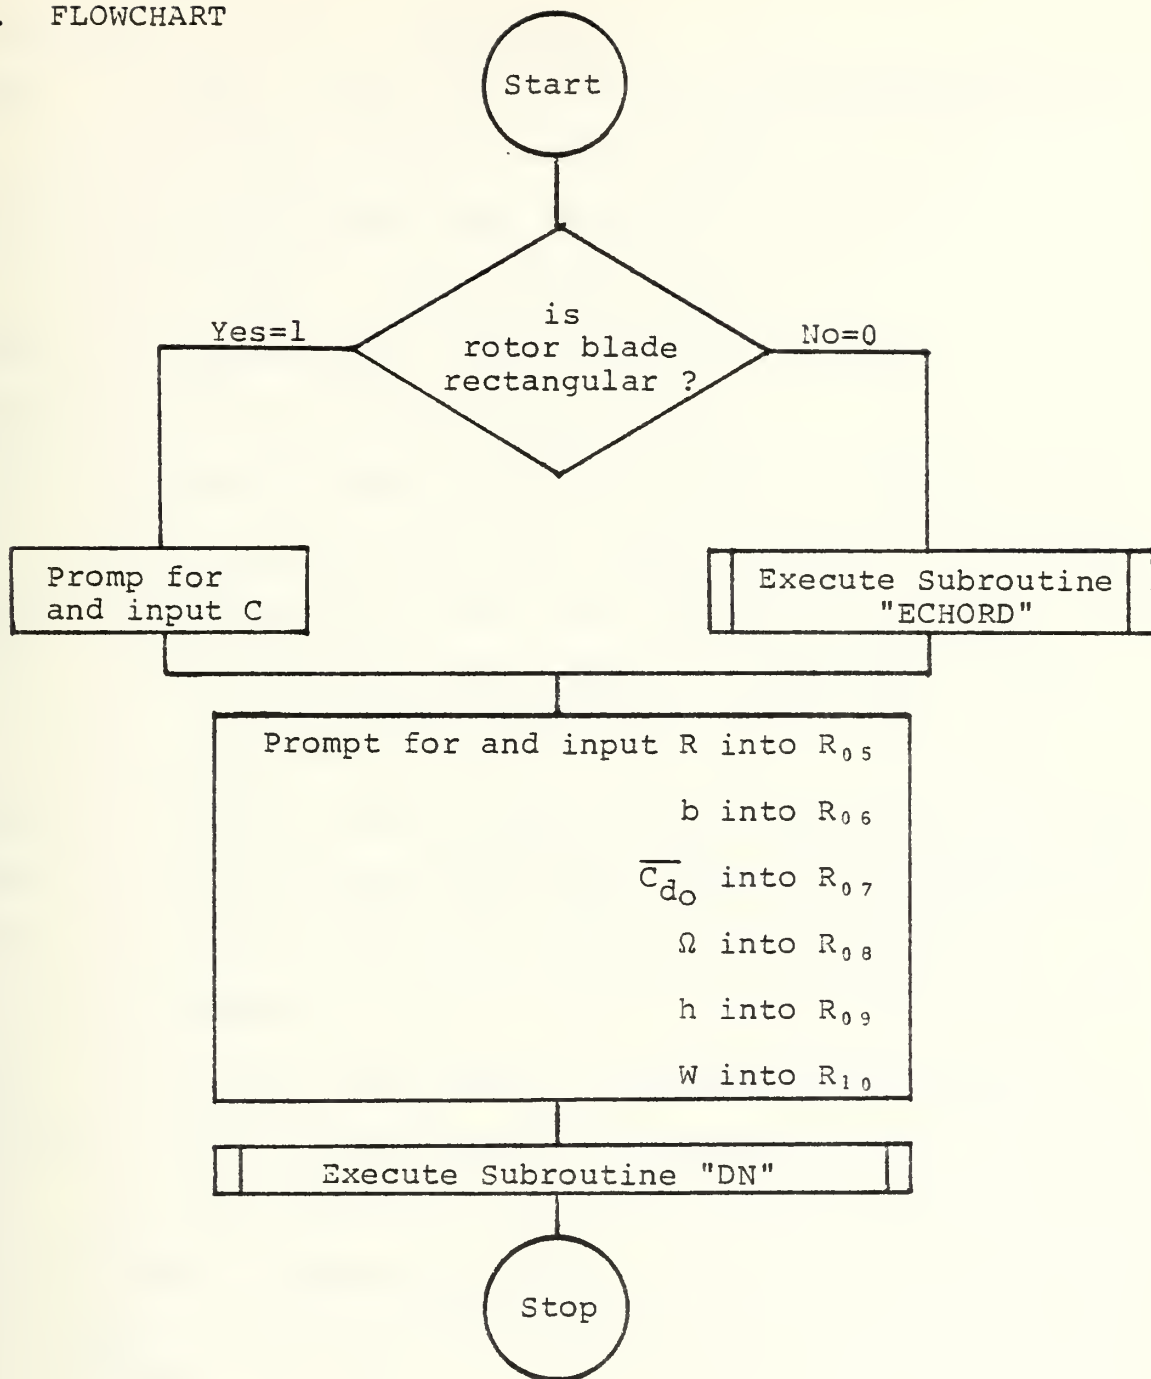 . FLOWCHART
Start
is
rotor blade
rectangular ?
Yes=1
No=0
Promp for
and input C
Execute Subroutine
"ECHORD"
Prompt for and input R into R₀₅
b into R₀₆
C̅d̅ₒ into R₀₇
Ω into R₀₈
h into R₀₉
W into R₁₀
Execute Subroutine "DN"
Stop